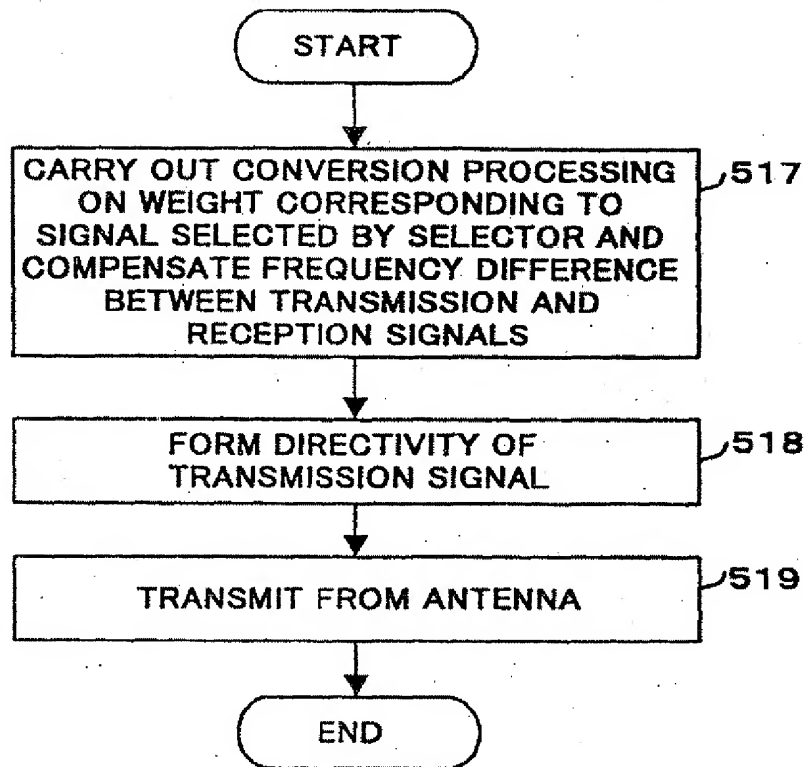 START
CARRY OUT CONVERSION PROCESSING
ON WEIGHT CORRESPONDING TO
SIGNAL SELECTED BY SELECTOR AND
COMPENSATE FREQUENCY DIFFERENCE
BETWEEN TRANSMISSION AND
RECEPTION SIGNALS
517
FORM DIRECTIVITY OF
TRANSMISSION SIGNAL
518
TRANSMIT FROM ANTENNA
519
END